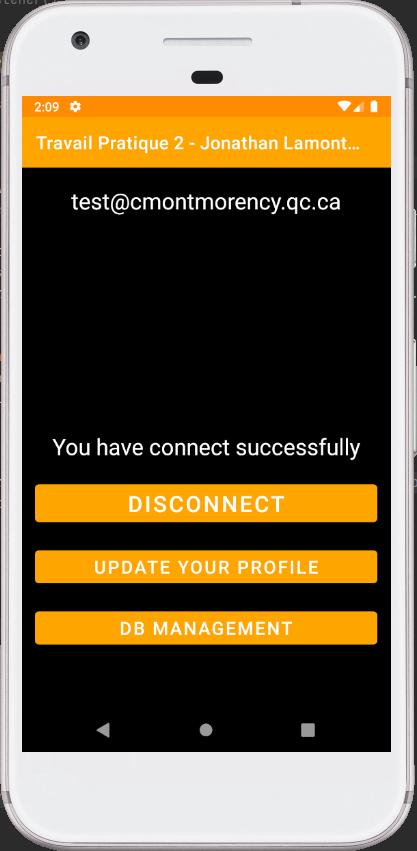 2:09
Travail Pratique 2 - Jonathan Lamont...
test@cmontmorency.qc.ca
You have connect successfully
DISCONNECT
UPDATE YOUR PROFILE
DB MANAGEMENT